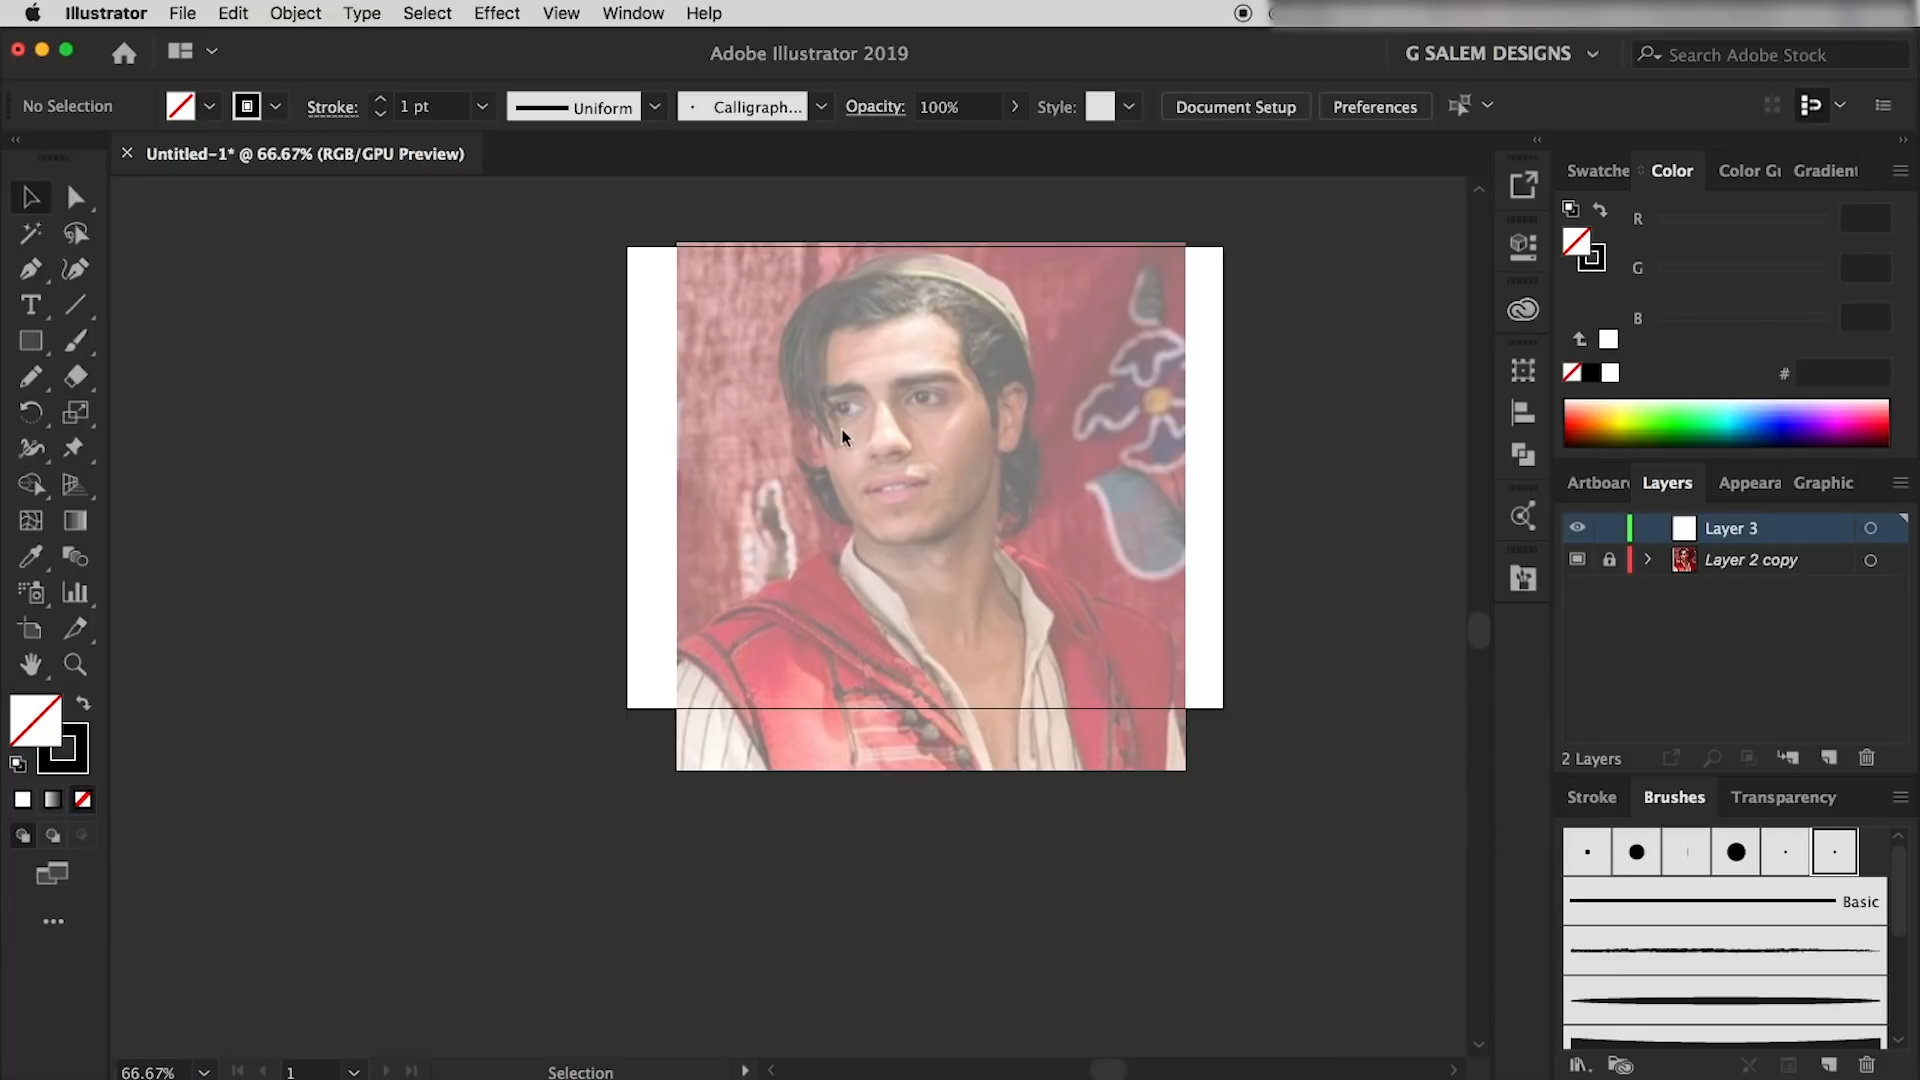 Illustrator File Edit Object Type Select Effect View Window Help
Adobe Illustrator 2019
G SALEM DESIGNS
Search Adobe Stock
No Selection
Stroke: 1 pt
Uniform
Calligraph...
Opacity: 100%
Style:
Document Setup
Preferences
× Untitled-1* @ 66.67% (RGB/GPU Preview)
Swatche Color Color Gu Gradient
R
G
B
#
Artboar Layers Appeara Graphic
Layer 3
Layer 2 copy
2 Layers
Stroke Brushes Transparency
Basic
66.67% 1 Selection